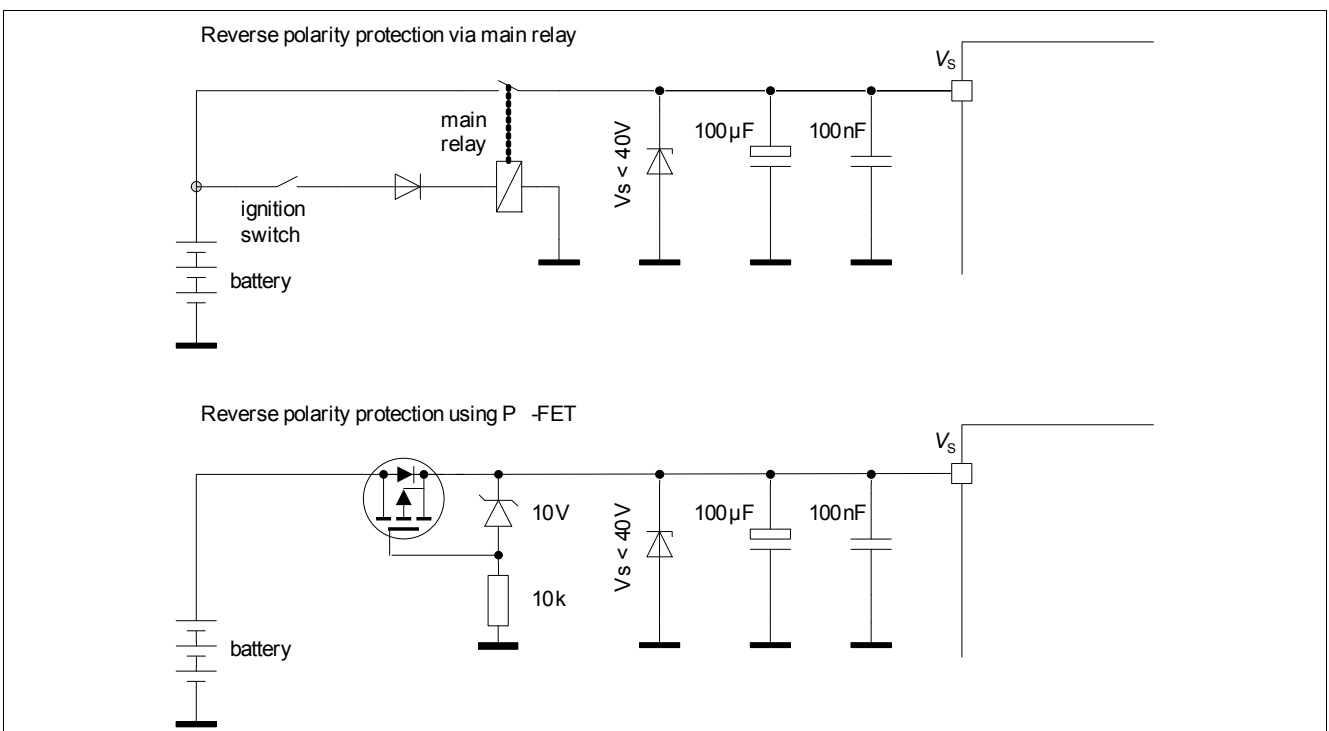 Reverse polarity protection via main relay
VS
main
relay
Vs < 40V
100µF
100nF
ignition
switch
battery
Reverse polarity protection using P -FET
VS
10V
Vs < 40V
100µF
100nF
10k
battery